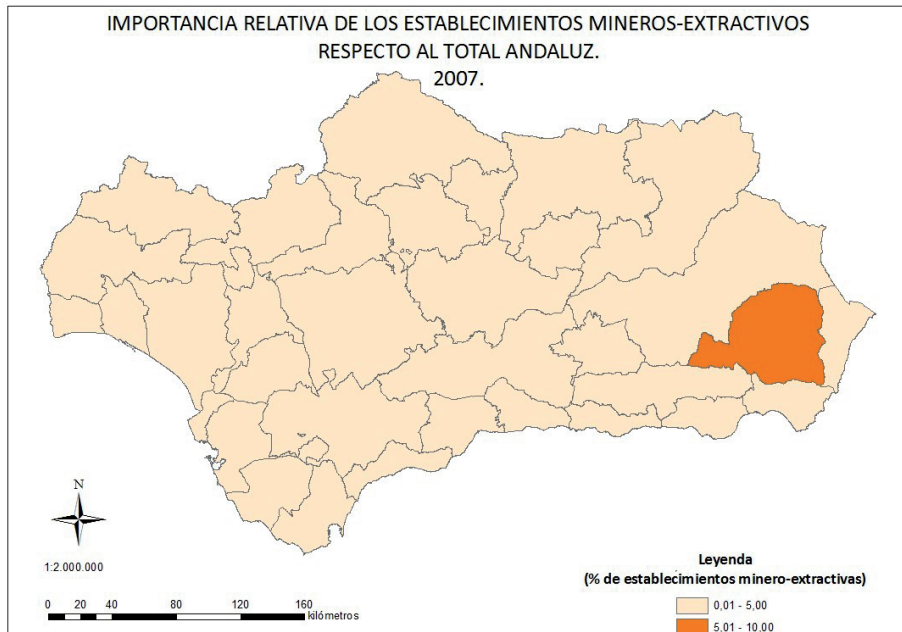 IMPORTANCIA RELATIVA DE LOS ESTABLECIMIENTOS MINEROS-EXTRACTIVOS
RESPECTO AL TOTAL ANDALUZ.
2007.
N
1:2.000.000
0 20 40 80 120 160
kilómetros
Leyenda
(% de establecimientos minero-extractivas)
0,01 - 5,00
5,01 - 10,00